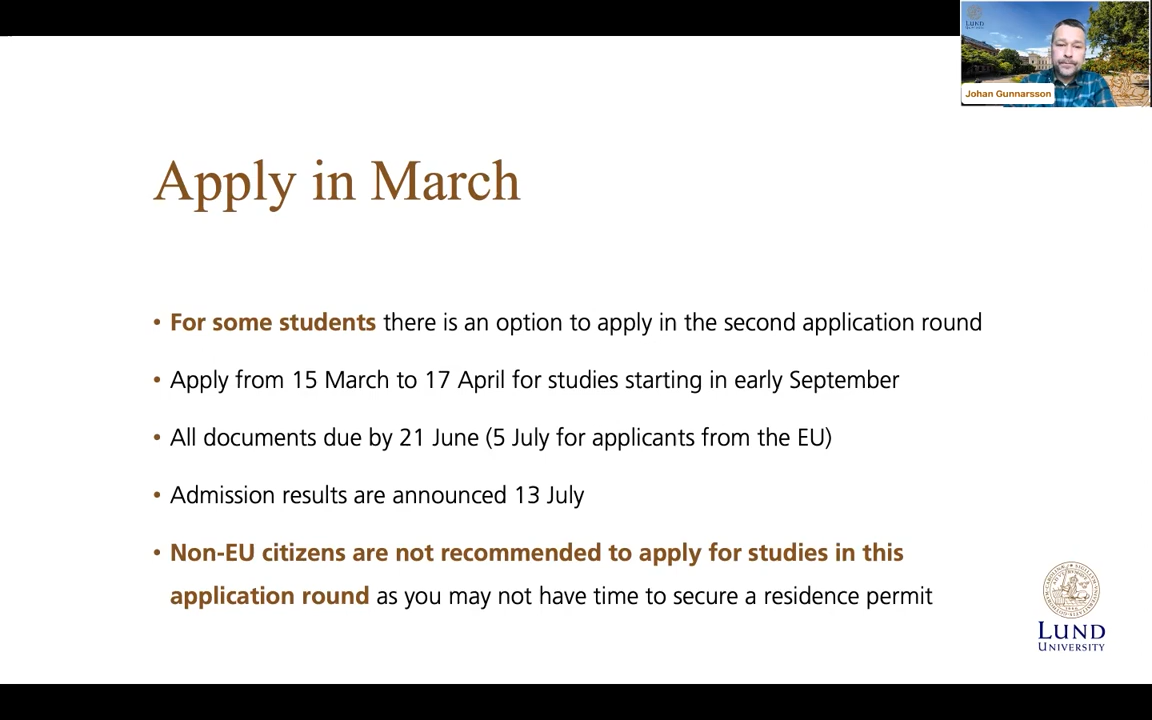 LUND
Johan Gunnarsson
Apply in March
• For some students there is an option to apply in the second application round
• Apply from 15 March to 17 April for studies starting in early September
• All documents due by 21 June (5 July for applicants from the EU)
• Admission results are announced 13 July
• Non-EU citizens are not recommended to apply for studies in this
application round as you may not have time to secure a residence permit
LUND
UNIVERSITY